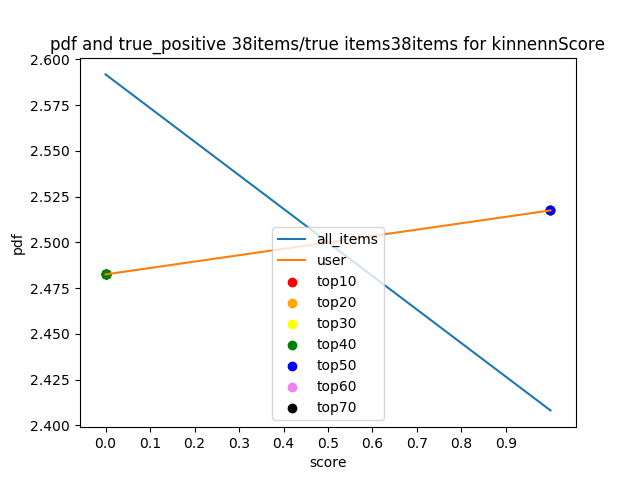 pdf and true_positive 38items/true items38items for kinnennScore
2.600
2.575
2.550
2.525
2.500
2.475
2.450
2.425
2.400
pdf
all_items
user
top10
top20
top30
top40
top50
top60
top70
0.0 0.1 0.2 0.3 0.4 0.5 0.6 0.7 0.8 0.9
score